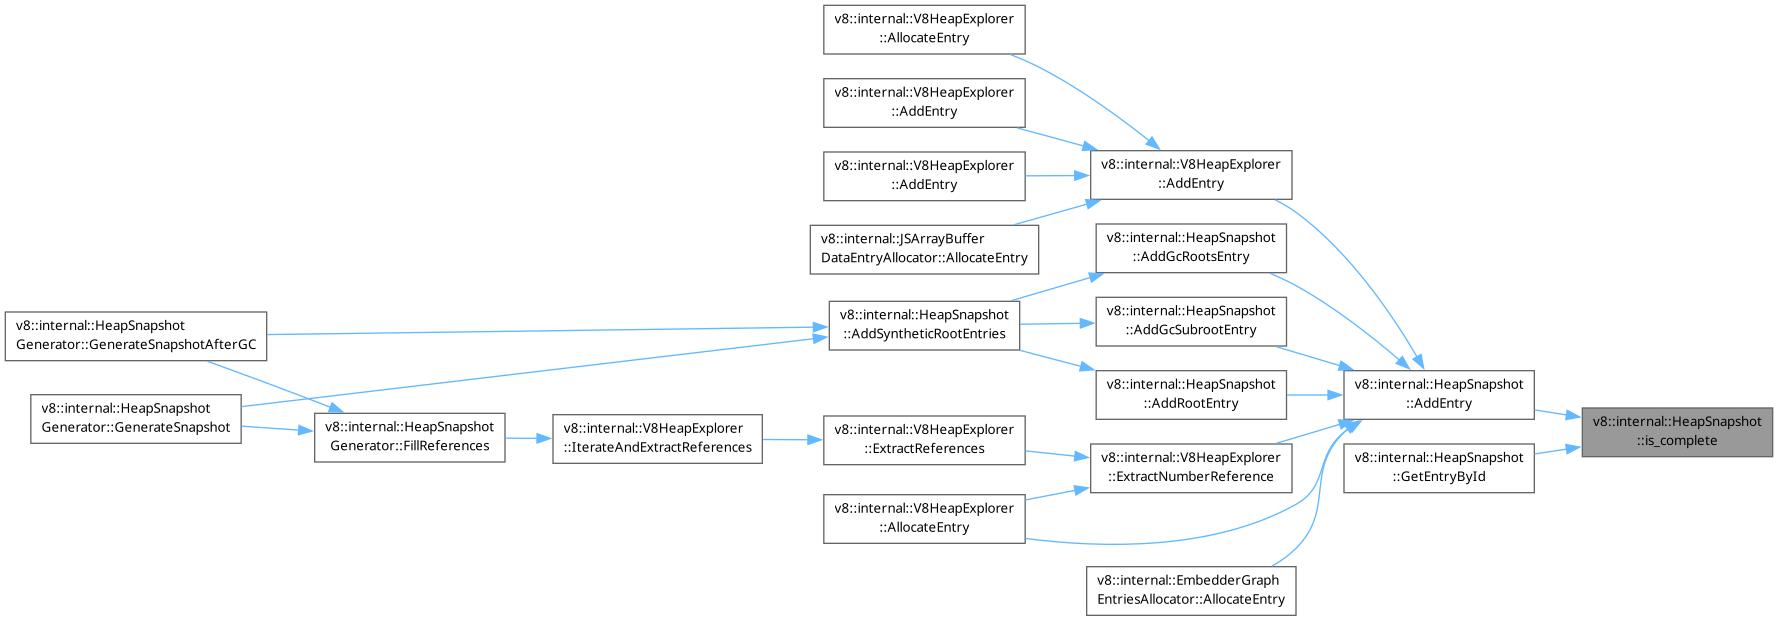 v8::internal::V8HeapExplorer
::AllocateEntry
v8::internal::V8HeapExplorer
::AddEntry
v8::internal::V8HeapExplorer
::AddEntry
v8::internal::JSArrayBuffer
DataEntryAllocator::AllocateEntry
v8::internal::V8HeapExplorer
::AddEntry
v8::internal::HeapSnapshot
::AddGcRootsEntry
v8::internal::HeapSnapshot
::AddGcSubrootEntry
v8::internal::HeapSnapshot
::AddRootEntry
v8::internal::HeapSnapshot
::AddSyntheticRootEntries
v8::internal::HeapSnapshot
Generator::GenerateSnapshotAfterGC
v8::internal::HeapSnapshot
Generator::GenerateSnapshot
v8::internal::HeapSnapshot
Generator::FillReferences
v8::internal::V8HeapExplorer
::IterateAndExtractReferences
v8::internal::V8HeapExplorer
::ExtractReferences
v8::internal::V8HeapExplorer
::AllocateEntry
v8::internal::V8HeapExplorer
::ExtractNumberReference
v8::internal::EmbedderGraph
EntriesAllocator::AllocateEntry
v8::internal::HeapSnapshot
::AddEntry
v8::internal::HeapSnapshot
::GetEntryById
v8::internal::HeapSnapshot
::is_complete